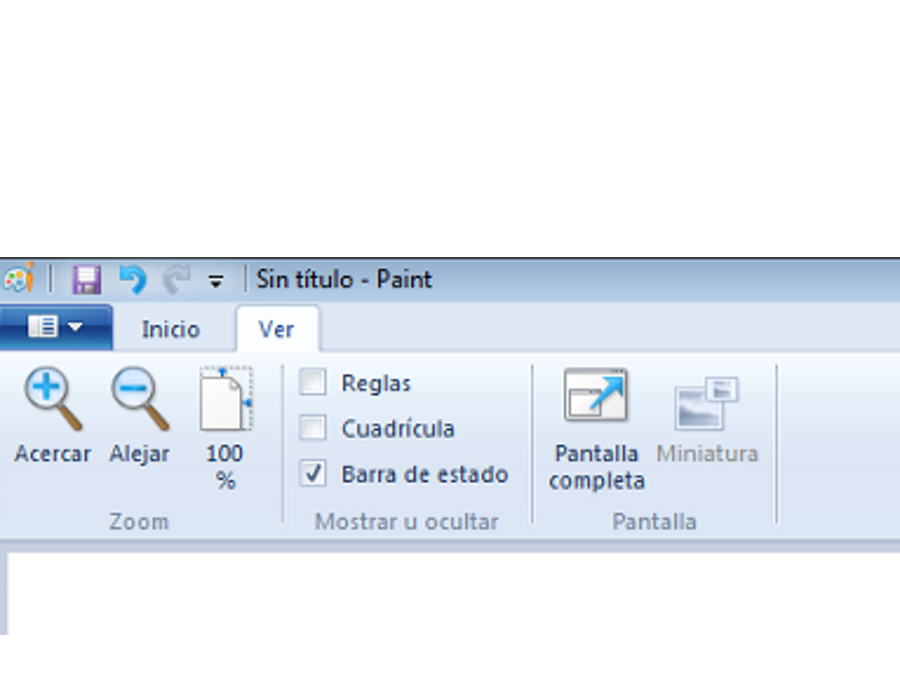 Sin título - Paint
Inicio Ver
Reglas
Cuadrícula
Barra de estado
Acercar Alejar 100
%
Pantalla
completa
Miniatura
Zoom Mostrar u ocultar Pantalla